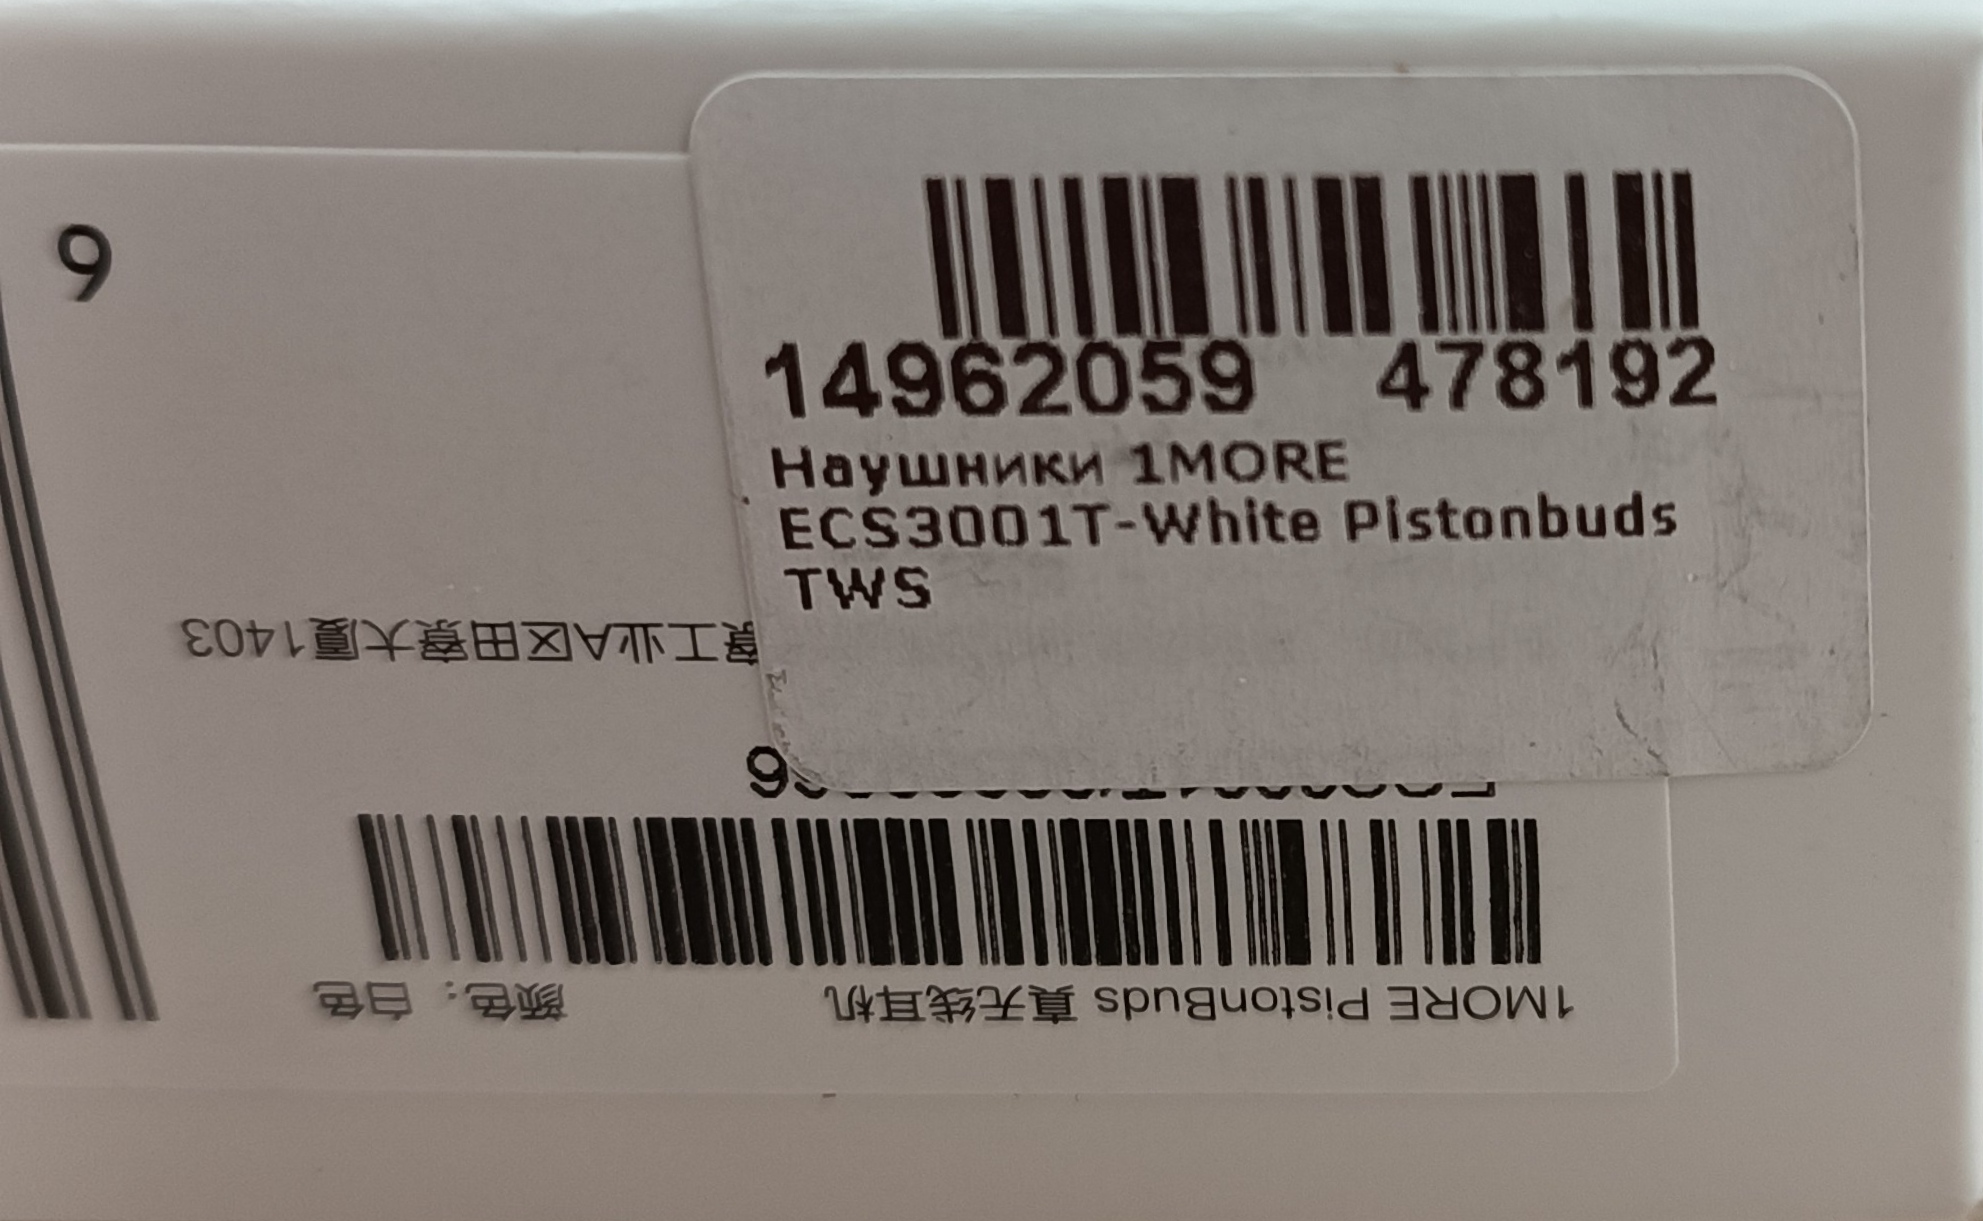 14962059 478192
Наушники 1MORE
ECS3001T-White Pistonbuds
TWS
1MORE PistonBuds 真无线耳机 颜色: 白色
工业A区田寮大厦1403